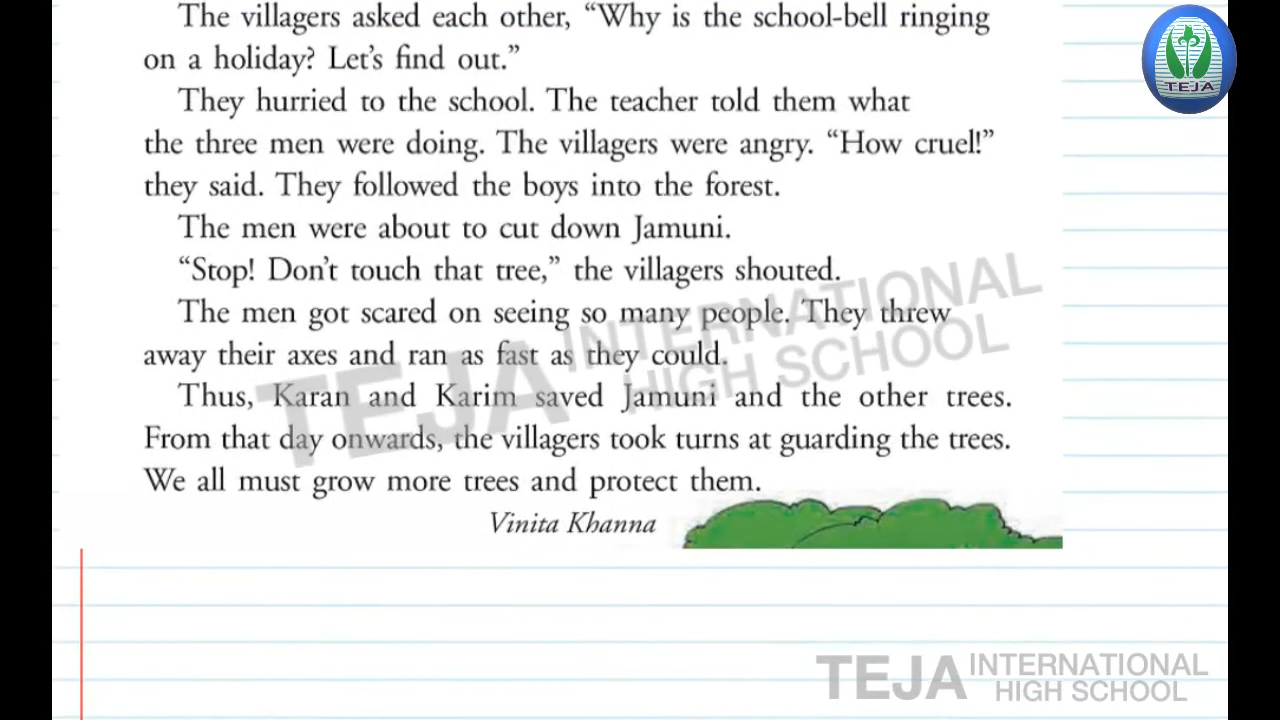 The villagers asked each other, “Why is the school-bell ringing
on a holiday? Let’s find out.”
They hurried to the school. The teacher told them what
the three men were doing. The villagers were angry. “How cruel!”
they said. They followed the boys into the forest.
The men were about to cut down Jamuni.
“Stop! Don’t touch that tree,” the villagers shouted.
The men got scared on seeing so many people. They threw
away their axes and ran as fast as they could.
Thus, Karan and Karim saved Jamuni and the other trees.
From that day onwards, the villagers took turns at guarding the trees.
We all must grow more trees and protect them.
Vinita Khanna
TEJA
TEJA INTERNATIONAL
HIGH SCHOOL
TEJA INTERNATIONAL
HIGH SCHOOL